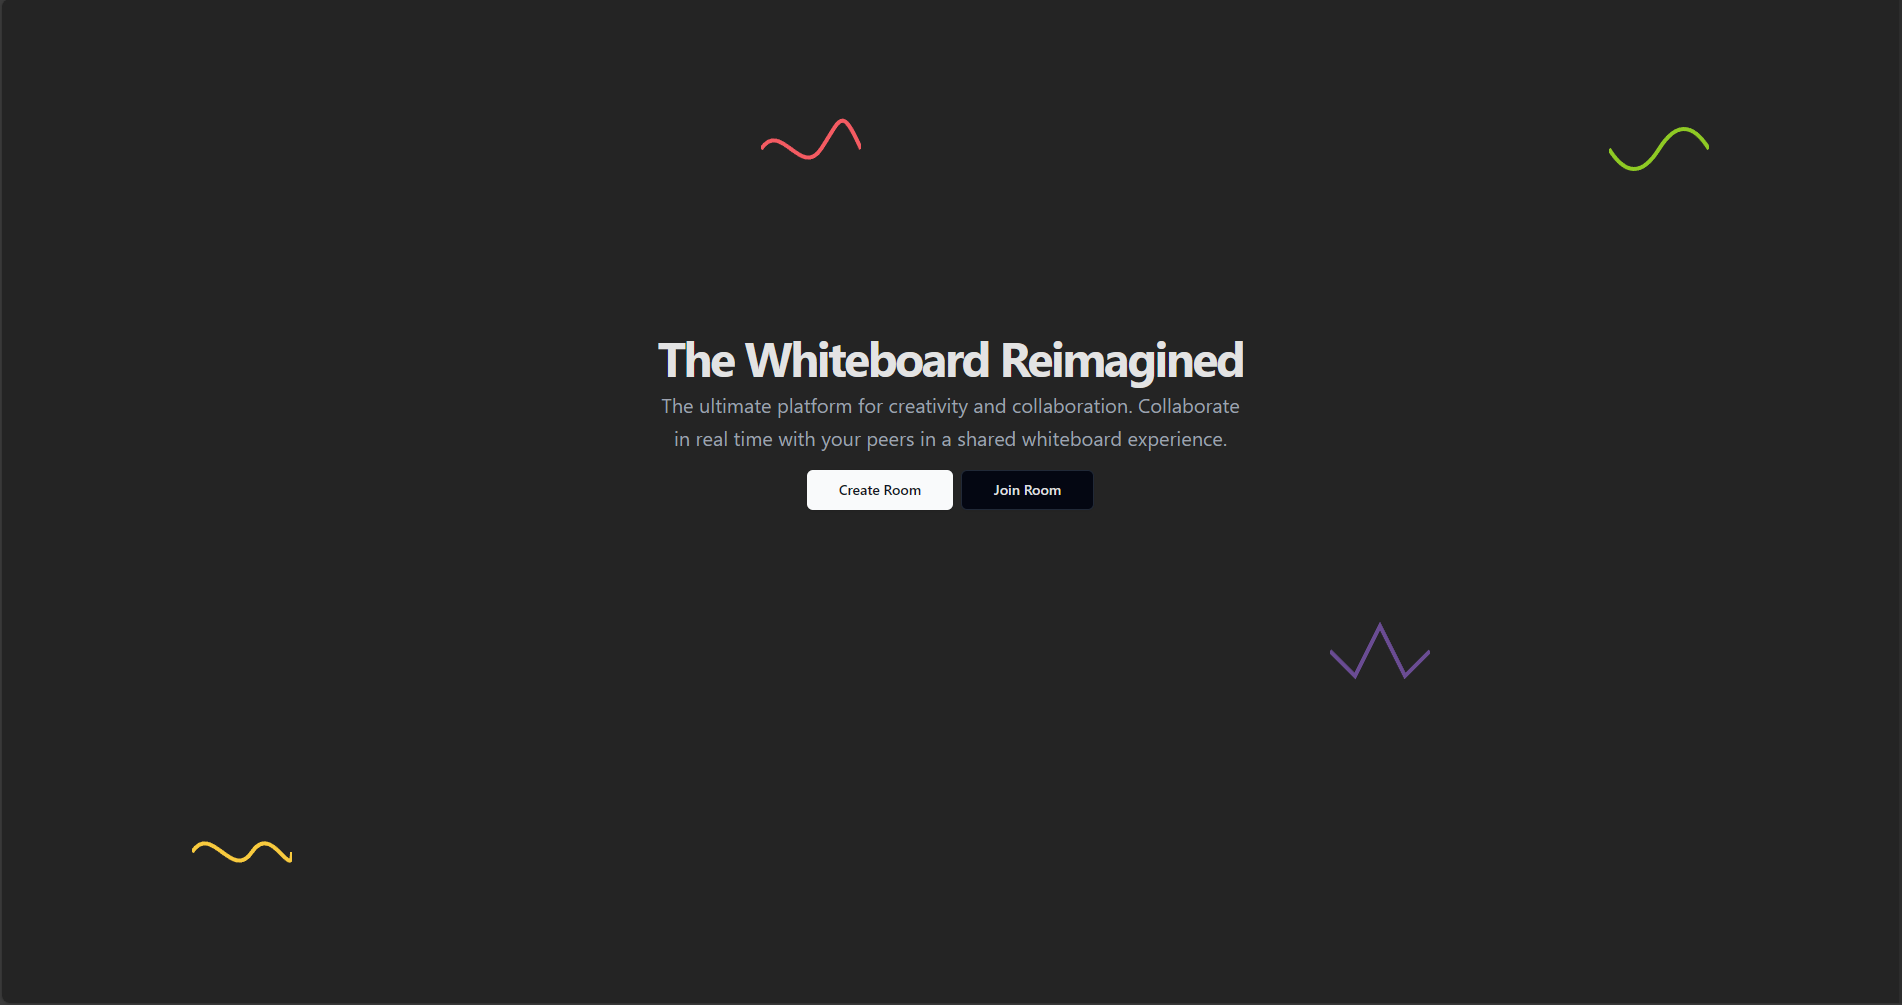 The Whiteboard Reimagined
The ultimate platform for creativity and collaboration. Collaborate
in real time with your peers in a shared whiteboard experience.
Create Room
Join Room